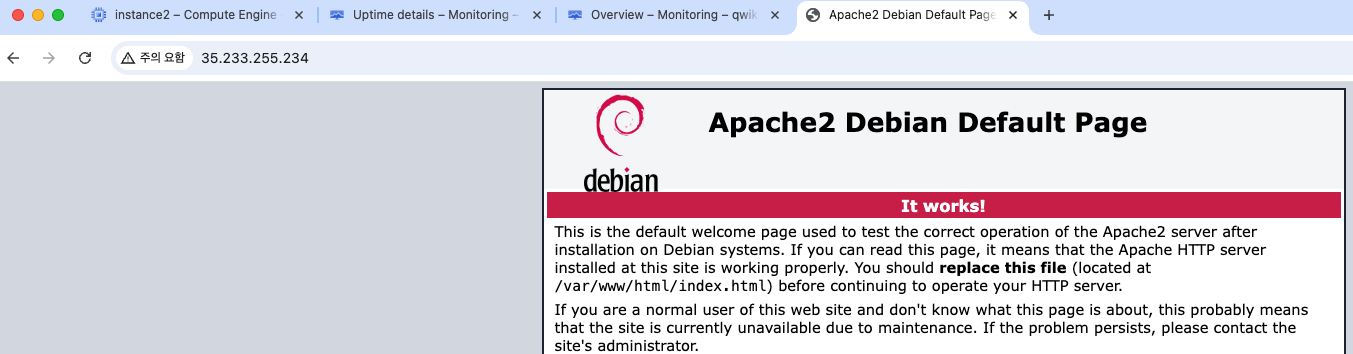 instance2 – Compute Engine
Uptime details – Monitoring –
Overview – Monitoring – qwik
Apache2 Debian Default Page
주의 요함
35.233.255.234
debian
Apache2 Debian Default Page
It works!
This is the default welcome page used to test the correct operation of the Apache2 server after
installation on Debian systems. If you can read this page, it means that the Apache HTTP server
installed at this site is working properly. You should replace this file (located at
/var/www/html/index.html) before continuing to operate your HTTP server.
If you are a normal user of this web site and don't know what this page is about, this probably means
that the site is currently unavailable due to maintenance. If the problem persists, please contact the
site's administrator.